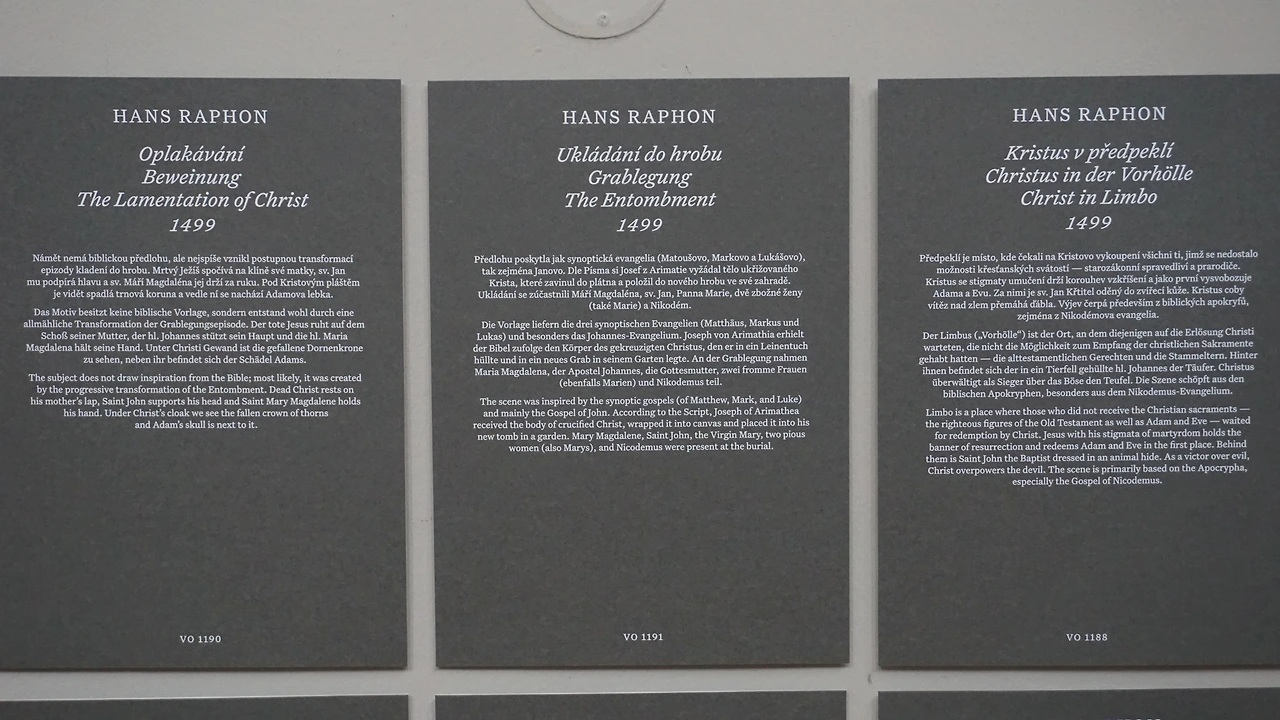 HANS RAPHON
Oplakávání
Beweinung
The Lamentation of Christ
1499
Námět nemá biblickou předlohu, ale nejspíše vznikl postupnou transformací
epizody kladení do hrobu. Mrtvý Ježíš spočívá na klíně své matky, sv. Jan
mu podpírá hlavu a sv. Máří Magdaléna jej drží za ruku. Pod Kristovým pláštěm
je vidět spadlá trnová koruna a vedle ní se nachází Adamova lebka.
Das Motiv besitzt keine biblische Vorlage, sondern entstand wohl durch eine
allmähliche Transformation der Grablegungsepisode. Der tote Jesus ruht auf dem
Schoß seiner Mutter, der hl. Johannes stützt sein Haupt und die hl. Maria
Magdalena hält seine Hand. Unter Christi Gewand ist die gefallene Dornenkrone
zu sehen, neben ihr befindet sich der Schädel Adams.
The subject does not draw inspiration from the Bible; most likely, it was created
by the progressive transformation of the Entombment. Dead Christ rests on
his mother's lap, Saint John supports his head and Saint Mary Magdalene holds
his hand. Under Christ's cloak we see the fallen crown of thorns
and Adam's skull is next to it.
VO 1190
HANS RAPHON
Ukládání do hrobu
Grablegung
The Entombment
1499
Předlohu poskytla jak synoptická evangelia (Matoušovo, Markovo a Lukášovo),
tak zejména Janovo. Dle Písma si Josef z Arimatie vyžádal tělo ukřižovaného
Krista, které zavinul do plátna a položil do nového hrobu ve své zahradě.
Ukládání se zúčastnili Máří Magdaléna, sv. Jan, Panna Marie, dvě zbožné ženy
(také Marie) a Nikodém.
Die Vorlage liefern die drei synoptischen Evangelien (Matthäus, Markus und
Lukas) und besonders das Johannes-Evangelium. Joseph von Arimathia erhielt
der Bibel zufolge den Körper des gekreuzigten Christus, den er in ein Leinentuch
hüllte und in ein neues Grab in seinem Garten legte. An der Grablegung nahmen
Maria Magdalena, der Apostel Johannes, die Gottesmutter, zwei fromme Frauen
(ebenfalls Marien) und Nikodemus teil.
The scene was inspired by the synoptic gospels (of Matthew, Mark, and Luke)
and mainly the Gospel of John. According to the Script, Joseph of Arimathea
received the body of crucified Christ, wrapped it into canvas and placed it into his
new tomb in a garden. Mary Magdalene, Saint John, the Virgin Mary, two pious
women (also Marys), and Nicodemus were present at the burial.
VO 1191
HANS RAPHON
Kristus v předpeklí
Christus in der Vorhölle
Christ in Limbo
1499
Předpeklí je místo, kde čekali na Kristovo vykoupení všichni ti, jimž se nedostalo
možnosti křesťanských svátostí — starozákonní spravedliví a prarodiče.
Kristus se stigmaty umučení drží korouhev vzkříšení a jako první vysvobozuje
Adama a Evu. Za nimi je sv. Jan Křtitel oděný do zvířecí kůže. Kristus coby
vítěz nad zlem přemáhá ďábla. Výjev čerpá především z biblických apokryfů,
zejména z Nikodémova evangelia.
Der Limbus („Vorhölle“) ist der Ort, an dem diejenigen auf die Erlösung Christi
warteten, die nicht die Möglichkeit zum Empfang der christlichen Sakramente
gehabt hatten — die alttestamentlichen Gerechten und die Stammeltern. Hinter
ihnen befindet sich der in ein Tierfell gehüllte hl. Johannes der Täufer. Christus
überwältigt als Sieger über das Böse den Teufel. Die Szene schöpft aus den
biblischen Apokryphen, besonders aus dem Nikodemus-Evangelium.
Limbo is a place where those who did not receive the Christian sacraments —
the righteous figures of the Old Testament as well as Adam and Eve — waited
for redemption by Christ. Jesus with his stigmata of martyrdom holds the
banner of resurrection and redeems Adam and Eve in the first place. Behind
them is Saint John the Baptist dressed in an animal hide. As a victor over evil,
Christ overpowers the devil. The scene is primarily based on the Apocrypha,
especially the Gospel of Nicodemus.
VO 1188